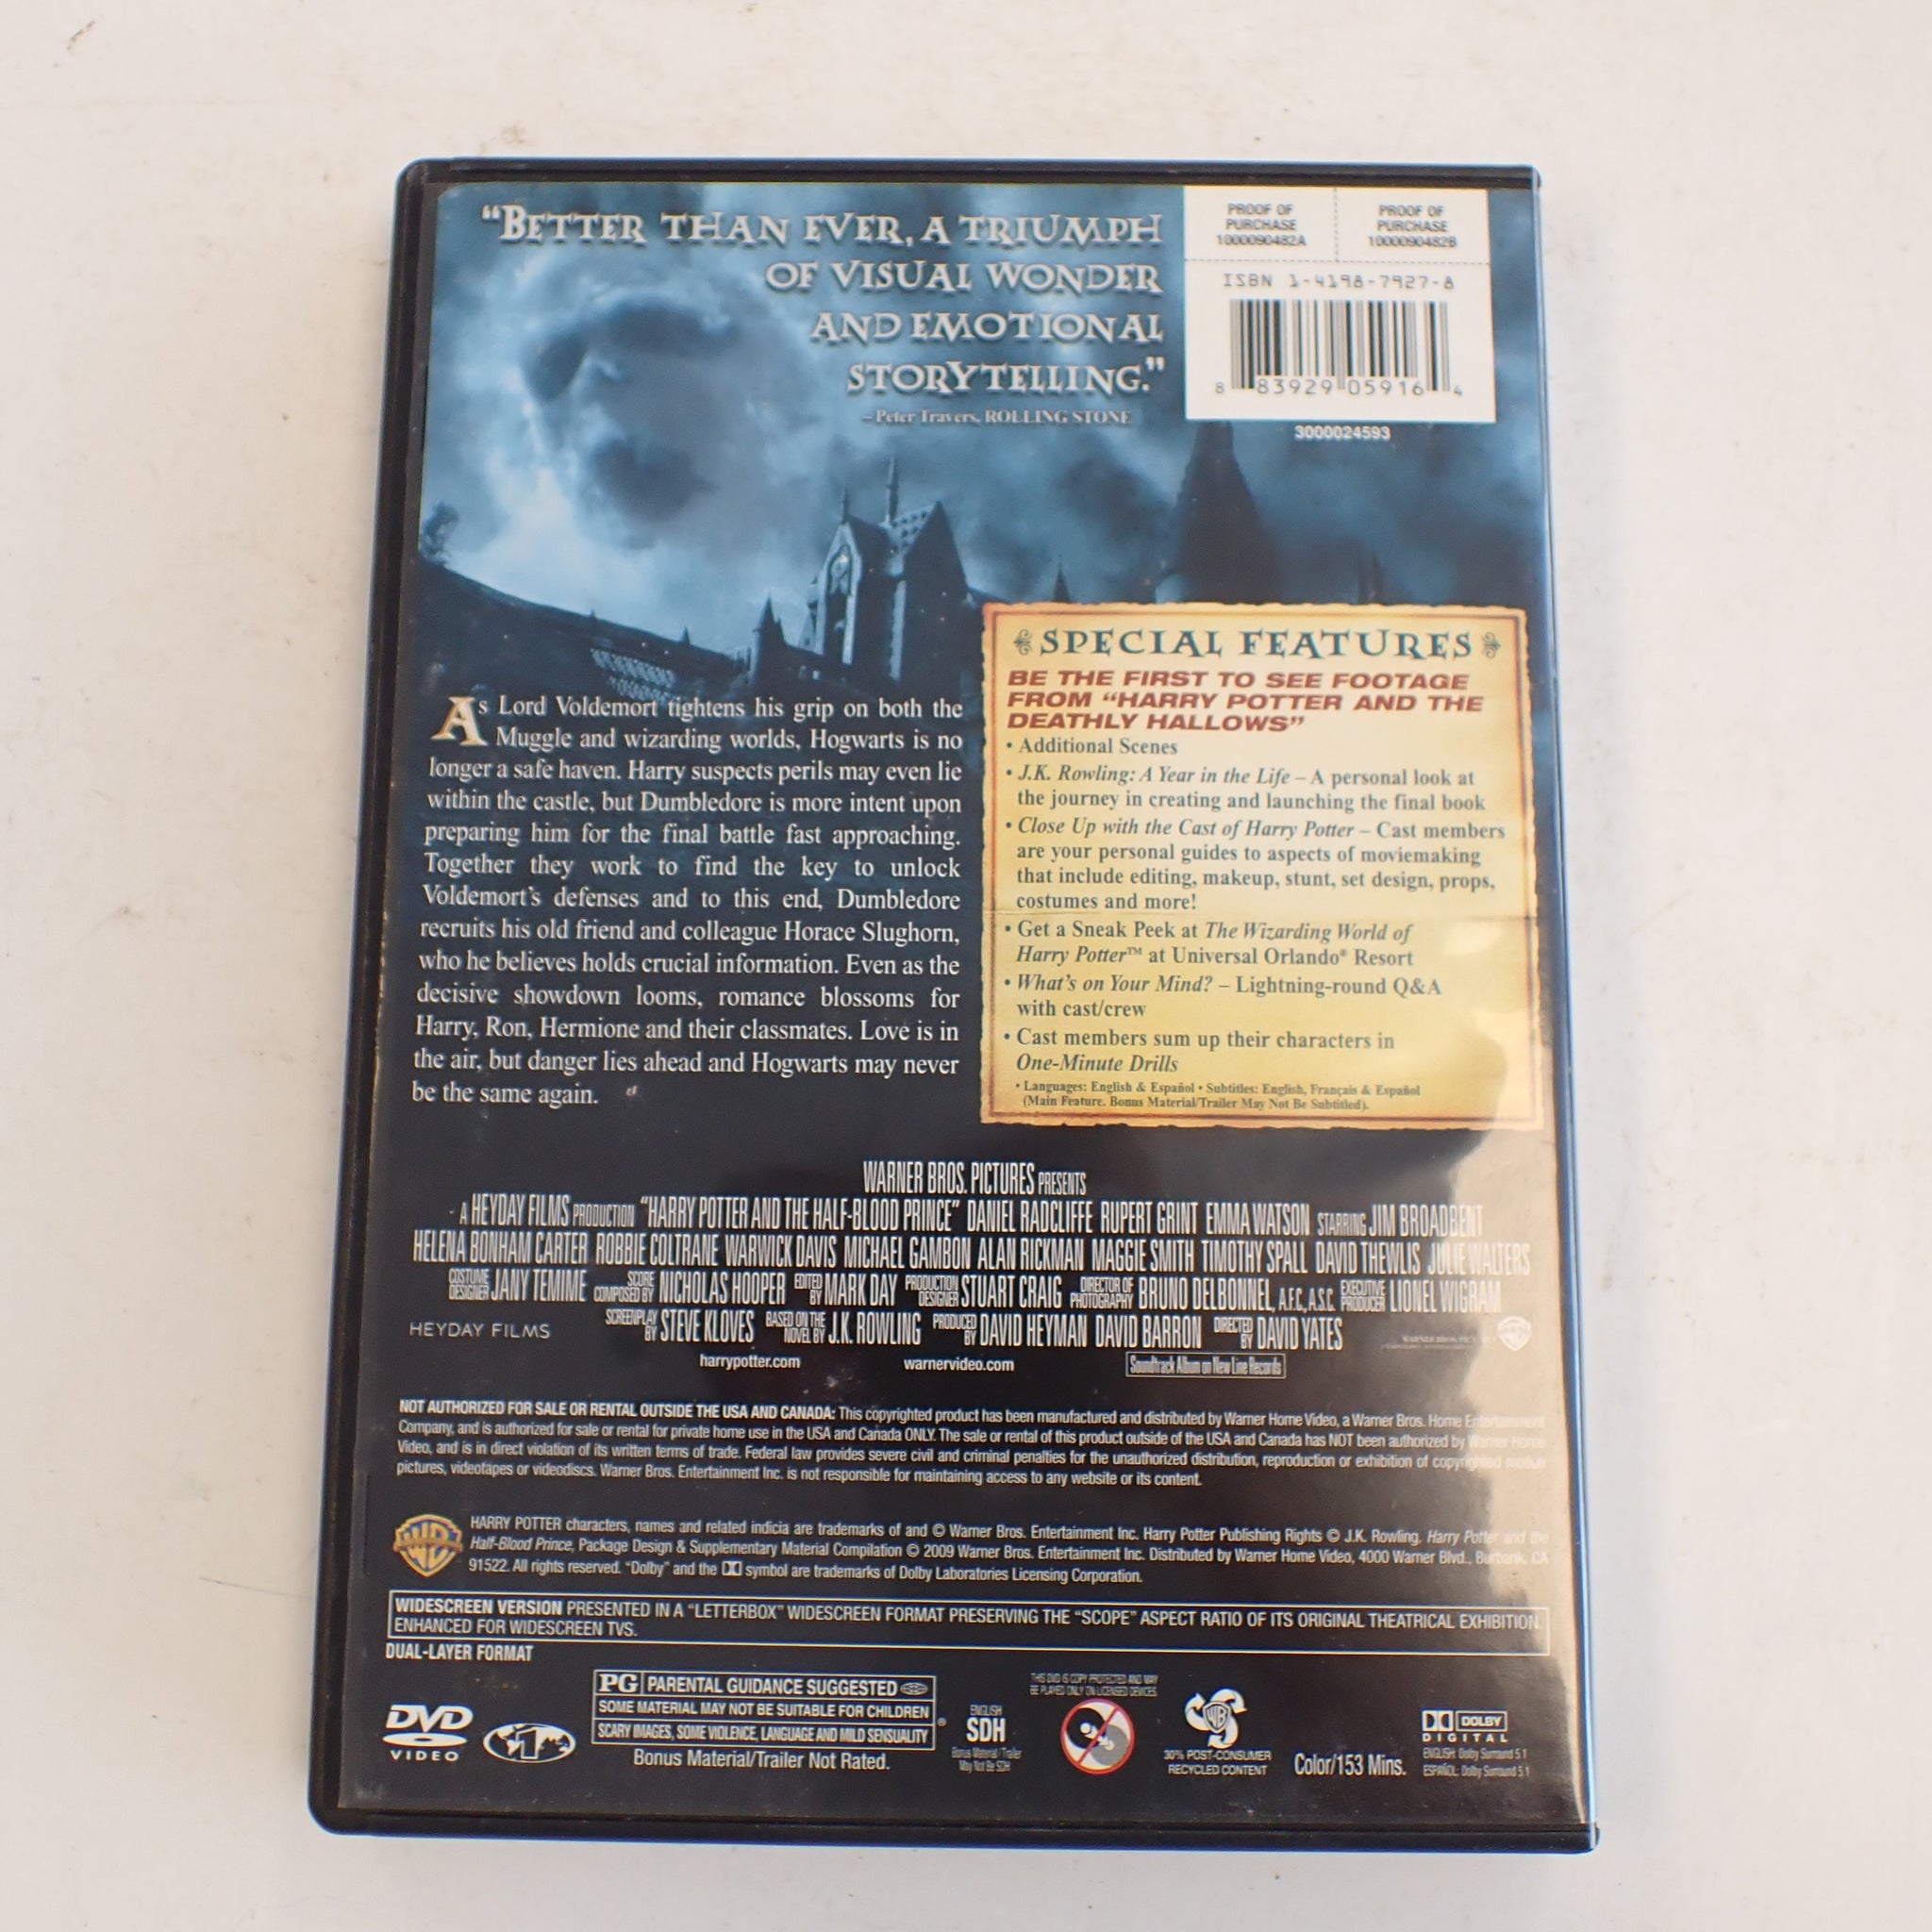 “BETTER THAN EVER, A TRIUMPH
OF VISUAL WONDER
AND EMOTIONAL
STORYTELLING.”
– Peter Travers, ROLLING STONE
PROOF OF
PURCHASE
1000090482A
PROOF OF
PURCHASE
1000090482B
ISBN 1-4198-7927-8
8 83929 05916 4
3000024593
As Lord Voldemort tightens his grip on both the
Muggle and wizarding worlds, Hogwarts is no
longer a safe haven. Harry suspects perils may even lie
within the castle, but Dumbledore is more intent upon
preparing him for the final battle fast approaching.
Together they work to find the key to unlock
Voldemort’s defenses and to this end, Dumbledore
recruits his old friend and colleague Horace Slughorn,
who he believes holds crucial information. Even as the
decisive showdown looms, romance blossoms for
Harry, Ron, Hermione and their classmates. Love is in
the air, but danger lies ahead and Hogwarts may never
be the same again.
SPECIAL FEATURES
BE THE FIRST TO SEE FOOTAGE
FROM “HARRY POTTER AND THE
DEATHLY HALLOWS”
• Additional Scenes
• J.K. Rowling: A Year in the Life – A personal look at
the journey in creating and launching the final book
• Close Up with the Cast of Harry Potter – Cast members
are your personal guides to aspects of moviemaking
that include editing, makeup, stunt, set design, props,
costumes and more!
• Get a Sneak Peek at The Wizarding World of
Harry Potter™ at Universal Orlando® Resort
• What’s on Your Mind? – Lightning-round Q&A
with cast/crew
• Cast members sum up their characters in
One-Minute Drills
• Languages: English & Español • Subtitles: English, Français & Español
(Main Feature. Bonus Material/Trailer May Not Be Subtitled).
WARNER BROS. PICTURES PRESENTS
A HEYDAY FILMS PRODUCTION “HARRY POTTER AND THE HALF-BLOOD PRINCE” DANIEL RADCLIFFE RUPERT GRINT EMMA WATSON STARRING JIM BROADBENT
HELENA BONHAM CARTER ROBBIE COLTRANE WARWICK DAVIS MICHAEL GAMBON ALAN RICKMAN MAGGIE SMITH TIMOTHY SPALL DAVID THEWLIS JULIE WALTERS
COSTUME DESIGNER JANY TEMIME SCORE COMPOSED BY NICHOLAS HOOPER EDITED BY MARK DAY PRODUCTION DESIGNER STUART CRAIG DIRECTOR OF PHOTOGRAPHY BRUNO DELBONNEL, A.F.C., A.S.C. EXECUTIVE PRODUCER LIONEL WIGRAM
HEYDAY FILMS SCREENPLAY BY STEVE KLOVES BASED ON THE NOVEL BY J.K. ROWLING PRODUCED BY DAVID HEYMAN DAVID BARRON DIRECTED BY DAVID YATES
harrypotter.com warnervideo.com Soundtrack Album on New Line Records
NOT AUTHORIZED FOR SALE OR RENTAL OUTSIDE THE USA AND CANADA: This copyrighted product has been manufactured and distributed by Warner Home Video, a Warner Bros. Home Entertainment
Company, and is authorized for sale or rental for private home use in the USA and Canada ONLY. The sale or rental of this product outside of the USA and Canada has NOT been authorized by Warner Home
Video, and is in direct violation of its written terms of trade. Federal law provides severe civil and criminal penalties for the unauthorized distribution, reproduction or exhibition of copyrighted motion
pictures, videotapes or videodiscs. Warner Bros. Entertainment Inc. is not responsible for maintaining access to any website or its content.
HARRY POTTER characters, names and related indicia are trademarks of and © Warner Bros. Entertainment Inc. Harry Potter Publishing Rights © J.K. Rowling. Harry Potter and the
Half-Blood Prince, Package Design & Supplementary Material Compilation © 2009 Warner Bros. Entertainment Inc. Distributed by Warner Home Video, 4000 Warner Blvd., Burbank, CA
91522. All rights reserved. “Dolby” and the DD symbol are trademarks of Dolby Laboratories Licensing Corporation.
WIDESCREEN VERSION PRESENTED IN A “LETTERBOX” WIDESCREEN FORMAT PRESERVING THE “SCOPE” ASPECT RATIO OF ITS ORIGINAL THEATRICAL EXHIBITION.
ENHANCED FOR WIDESCREEN TVS.
DUAL-LAYER FORMAT
DVD
VIDEO
1
PG PARENTAL GUIDANCE SUGGESTED
SOME MATERIAL MAY NOT BE SUITABLE FOR CHILDREN
SCARY IMAGES, SOME VIOLENCE, LANGUAGE AND MILD SENSUALITY
Bonus Material/Trailer Not Rated.
ENGLISH
SDH
Bonus Material/Trailer
May Not Be SDH
THIS DVD IS COPY PROTECTED AND MAY
BE PLAYED ONLY ON LICENSED DEVICES.
30% POST-CONSUMER
RECYCLED CONTENT
Color/153 Mins.
DOLBY
DIGITAL
ENGLISH: Dolby Surround 5.1
ESPAÑOL: Dolby Surround 5.1